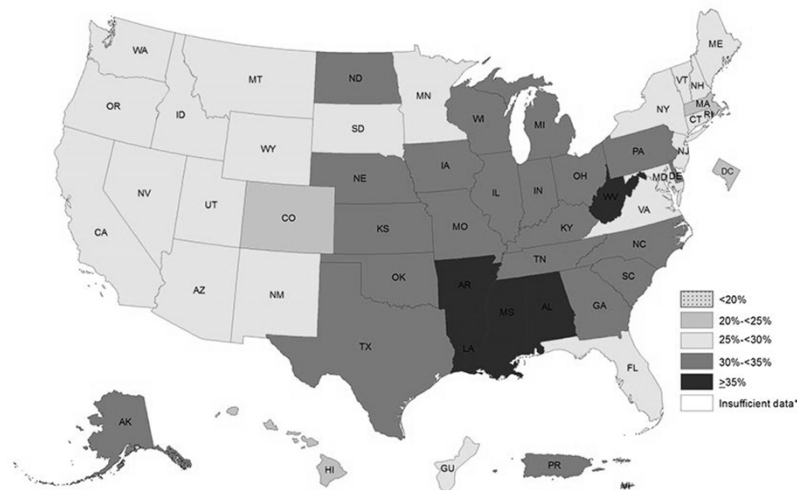 WA
MT
ND
MN
ME
VT
NH
OR
ID
SD
WI
MI
NY
MA
RI
CT
WY
IA
PA
NJ
NE
OH
MD
DE
DC
NV
UT
CO
IL
IN
WV
VA
CA
KS
MO
KY
NC
TN
AZ
NM
OK
AR
SC
MS
AL
GA
TX
LA
<20%
20%-<25%
25%-<30%
30%-<35%
≥35%
Insufficient data*
FL
AK
HI
GU
PR